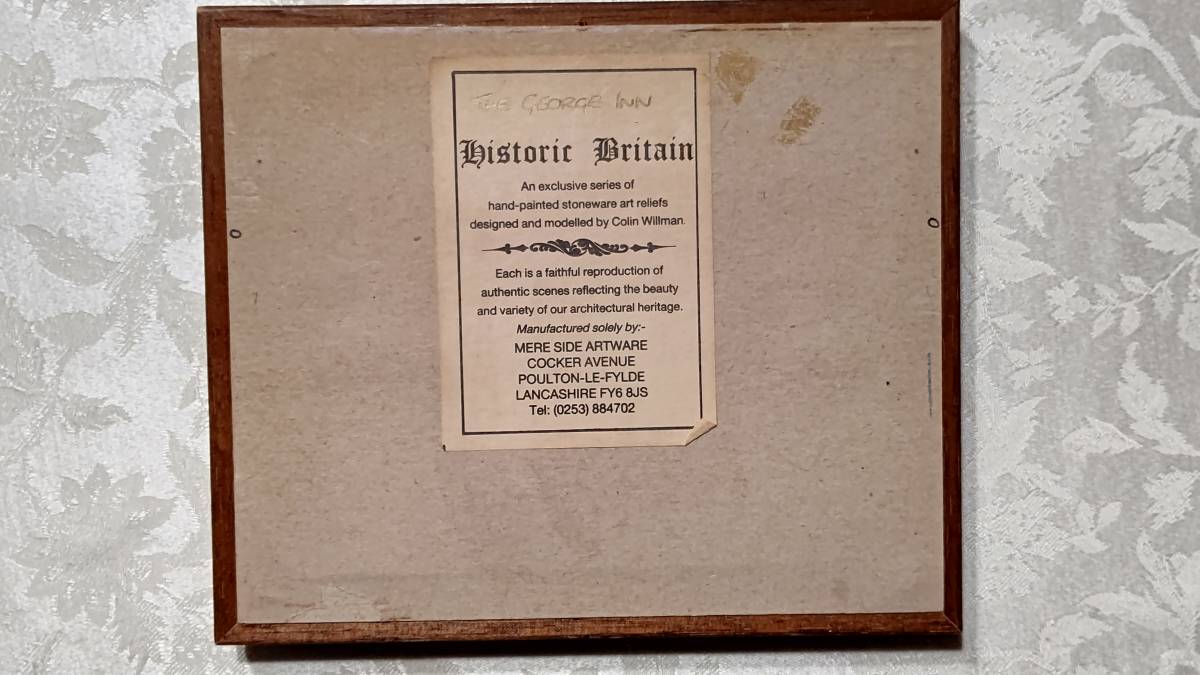 THE GEORGE INN
Historic Britain
An exclusive series of
hand-painted stoneware art reliefs
designed and modelled by Colin Willman.
Each is a faithful reproduction of
authentic scenes reflecting the beauty
and variety of our architectural heritage.
Manufactured solely by:-
MERE SIDE ARTWARE
COCKER AVENUE
POULTON-LE-FYLDE
LANCASHIRE FY6 8JS
Tel: (0253) 884702